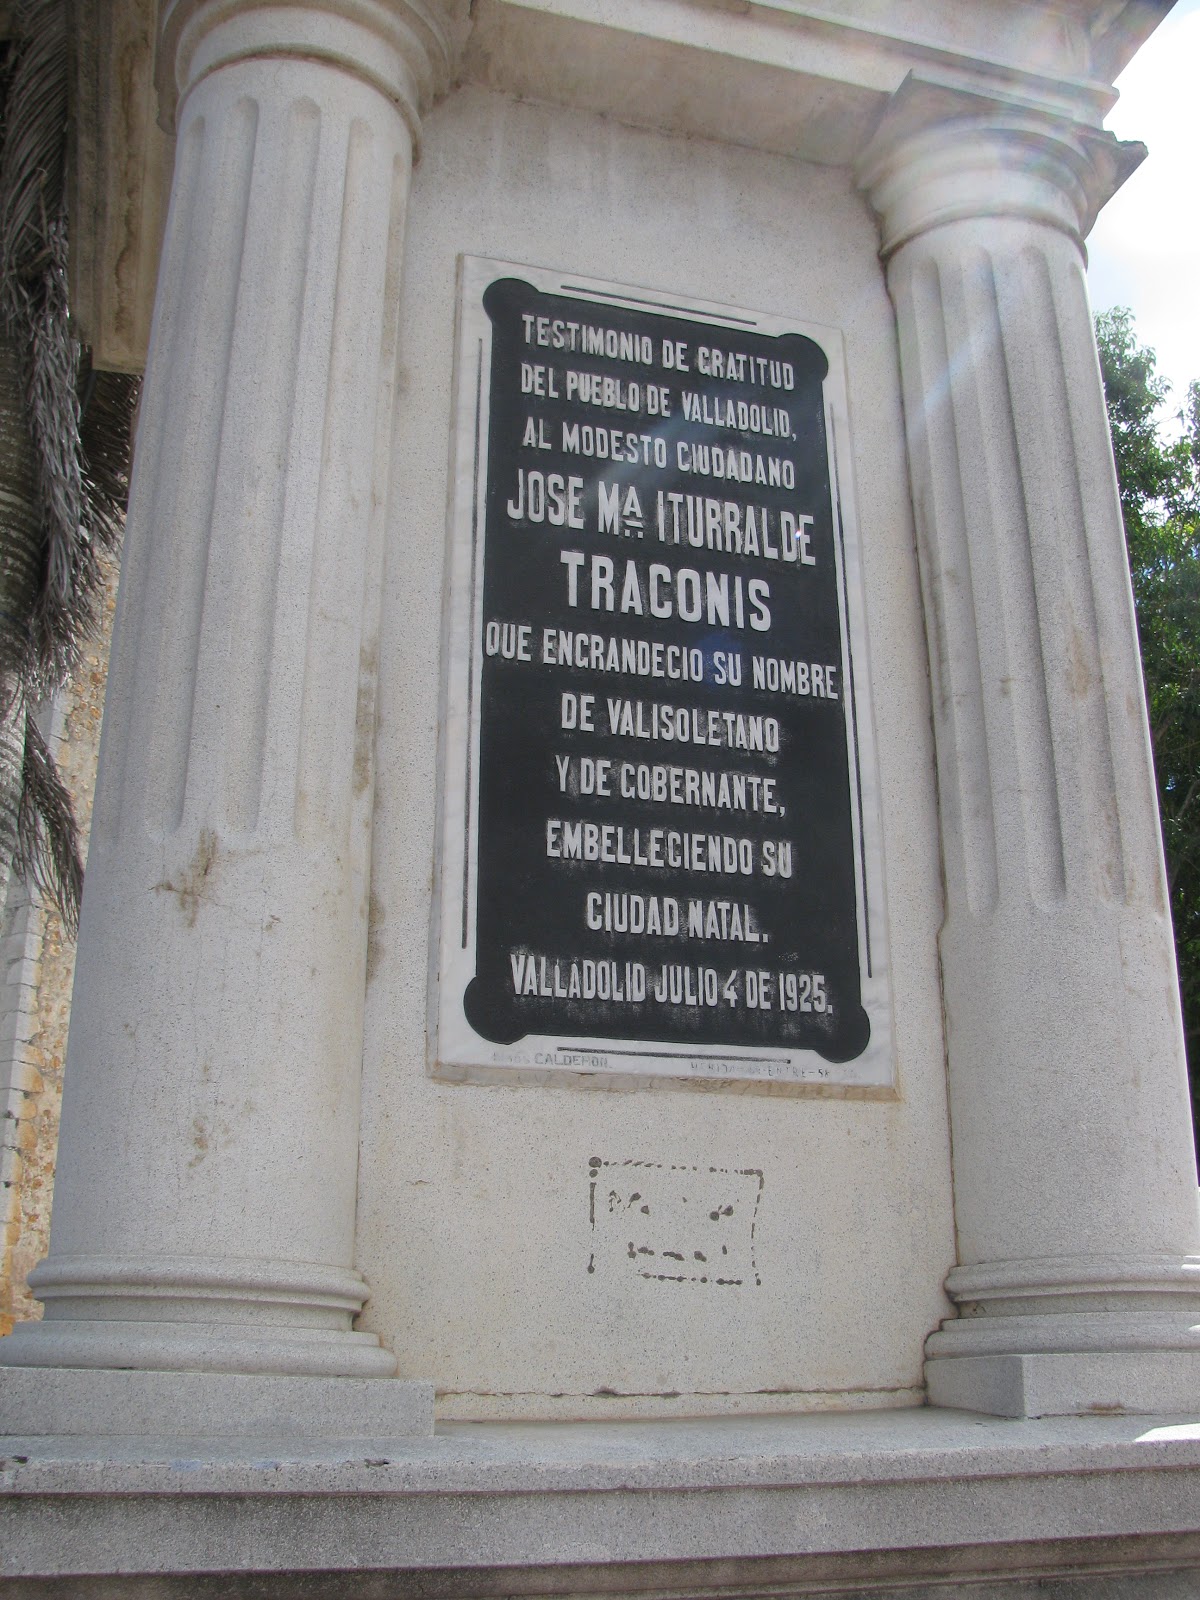 TESTIMONIO DE GRATITUD
DEL PUEBLO DE VALLADOLID,
AL MODESTO CIUDADANO
JOSE Mª. ITURRALDE
TRACONIS
QUE ENGRANDECIO SU NOMBRE
DE VALISOLETANO
Y DE GOBERNANTE,
EMBELLECIENDO SU
CIUDAD NATAL.
VALLADOLID JULIO 4 DE 1925.
CALDERON